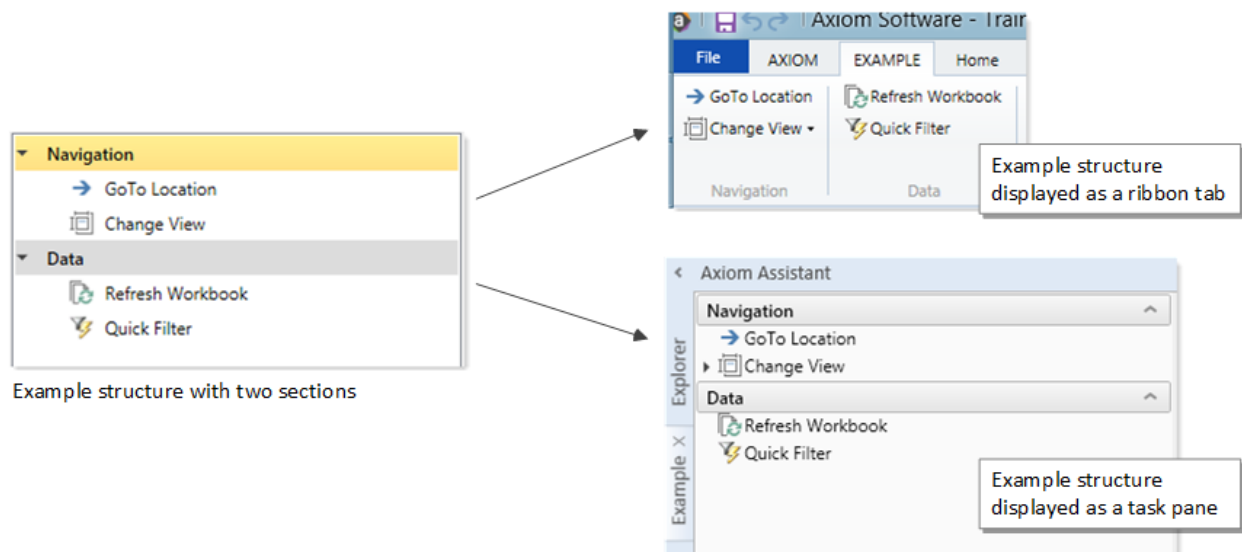 Navigation
GoTo Location
Change View
Data
Refresh Workbook
Quick Filter
Example structure with two sections
a Axiom Software - Train
File AXIOM EXAMPLE Home
GoTo Location Refresh Workbook
Change View Quick Filter
Navigation Data
Example structure
displayed as a ribbon tab
Axiom Assistant
Explorer
Example X
Navigation
GoTo Location
Change View
Data
Refresh Workbook
Quick Filter
Example structure
displayed as a task pane